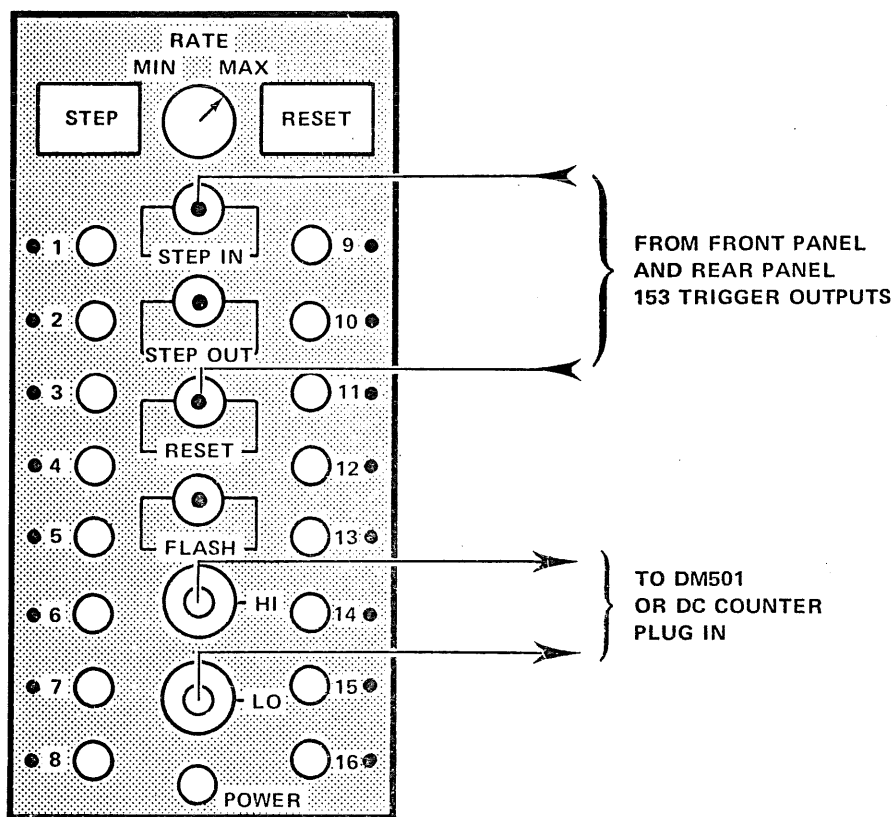 RATE
MIN MAX
STEP
RESET
STEP IN
1
9
FROM FRONT PANEL
AND REAR PANEL
153 TRIGGER OUTPUTS
2
10
STEP OUT
3
11
RESET
4
12
5
13
FLASH
TO DM501
OR DC COUNTER
PLUG IN
6
HI
14
7
LO
15
8
16
POWER